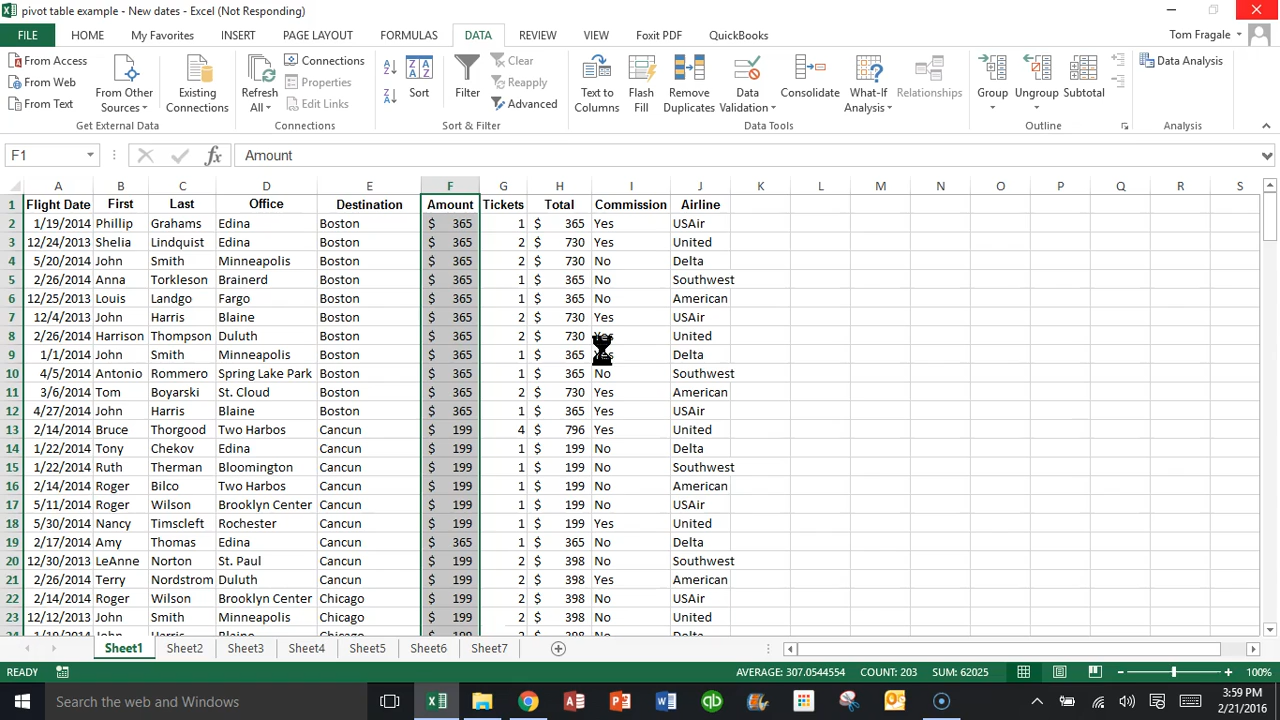 pivot table example - New dates - Excel (Not Responding)
FILE HOME My Favorites INSERT PAGE LAYOUT FORMULAS DATA REVIEW VIEW Foxit PDF QuickBooks Tom Fragale
From Access
From Web
From Text
From Other Sources
Existing Connections
Get External Data
Refresh All
Connections
Properties
Edit Links
Connections
Sort
Filter
Clear
Reapply
Advanced
Sort & Filter
Text to Columns
Flash Fill
Remove Duplicates
Data Validation
Consolidate
What-If Analysis
Relationships
Data Tools
Group
Ungroup
Subtotal
Outline
Data Analysis
Analysis
F1 fx Amount
A B C D E F G H I J K L M N O P Q R S
1 Flight Date First Last Office Destination Amount Tickets Total Commission Airline
2 1/19/2014 Phillip Grahams Edina Boston $ 365 1 $ 365 Yes USAir
3 12/24/2013 Shelia Lindquist Edina Boston $ 365 2 $ 730 Yes United
4 5/20/2014 John Smith Minneapolis Boston $ 365 2 $ 730 No Delta
5 2/26/2014 Anna Torkleson Brainerd Boston $ 365 1 $ 365 No Southwest
6 12/25/2013 Louis Landgo Fargo Boston $ 365 1 $ 365 No American
7 12/4/2013 John Harris Blaine Boston $ 365 2 $ 730 Yes USAir
8 2/26/2014 Harrison Thompson Duluth Boston $ 365 2 $ 730 Yes United
9 1/1/2014 John Smith Minneapolis Boston $ 365 1 $ 365 Yes Delta
10 4/5/2014 Antonio Rommero Spring Lake Park Boston $ 365 1 $ 365 No Southwest
11 3/6/2014 Tom Boyarski St. Cloud Boston $ 365 2 $ 730 Yes American
12 4/27/2014 John Harris Blaine Boston $ 365 1 $ 365 Yes USAir
13 2/14/2014 Bruce Thorgood Two Harbos Cancun $ 199 4 $ 796 Yes United
14 1/22/2014 Tony Chekov Edina Cancun $ 199 1 $ 199 No Delta
15 1/22/2014 Ruth Therman Bloomington Cancun $ 199 1 $ 199 No Southwest
16 2/14/2014 Roger Bilco Two Harbos Cancun $ 199 1 $ 199 No American
17 5/11/2014 Roger Wilson Brooklyn Center Cancun $ 199 1 $ 199 No USAir
18 5/30/2014 Nancy Timscleft Rochester Cancun $ 199 1 $ 199 Yes United
19 2/17/2014 Amy Thomas Edina Cancun $ 199 1 $ 199 No Delta
20 12/30/2013 LeAnne Norton St. Paul Cancun $ 199 2 $ 398 No Southwest
21 2/26/2014 Terry Nordstrom Duluth Cancun $ 199 2 $ 398 Yes American
22 2/14/2014 Roger Wilson Brooklyn Center Chicago $ 199 2 $ 398 No USAir
23 12/12/2013 John Smith Minneapolis Chicago $ 199 2 $ 398 No United
24 1/19/2014 John Harris Blaine Chicago $ 199 2 $ 398 No Delta
Sheet1 Sheet2 Sheet3 Sheet4 Sheet5 Sheet6 Sheet7
READY AVERAGE: 307.0544554 COUNT: 203 SUM: 62025 100%
Search the web and Windows
3:59 PM
2/21/2016